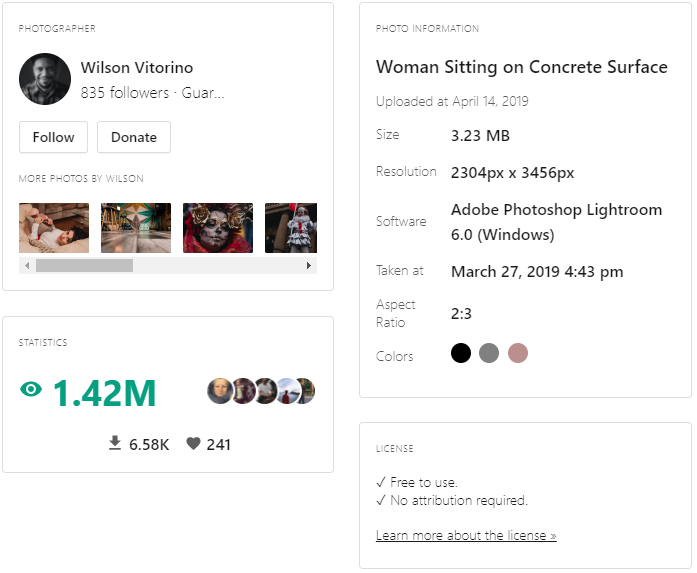 PHOTOGRAPHER
Wilson Vitorino
835 followers · Guar...
Follow
Donate
MORE PHOTOS BY WILSON
STATISTICS
1.42M
6.58K
241
PHOTO INFORMATION
Woman Sitting on Concrete Surface
Uploaded at April 14, 2019
Size
3.23 MB
Resolution
2304px x 3456px
Software
Adobe Photoshop Lightroom
6.0 (Windows)
Taken at
March 27, 2019 4:43 pm
Aspect
Ratio
2:3
Colors
LICENSE
✓ Free to use.
✓ No attribution required.
Learn more about the license »